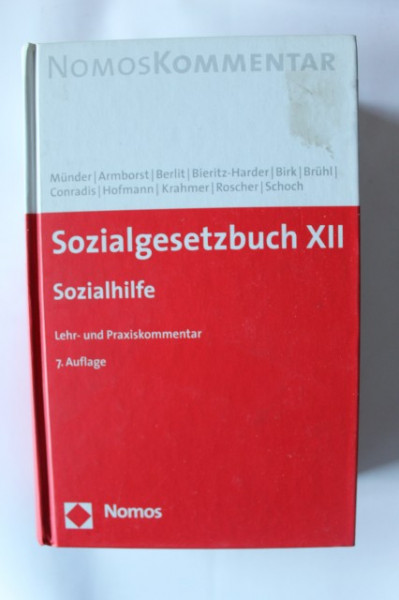 NomosKommentar
Münder|Armborst|Berlit|Bieritz-Harder|Birk|Brühl|
Conradis|Hofmann|Krahmer|Roscher|Schoch
Sozialgesetzbuch XII
Sozialhilfe
Lehr- und Praxiskommentar
7. Auflage
Nomos